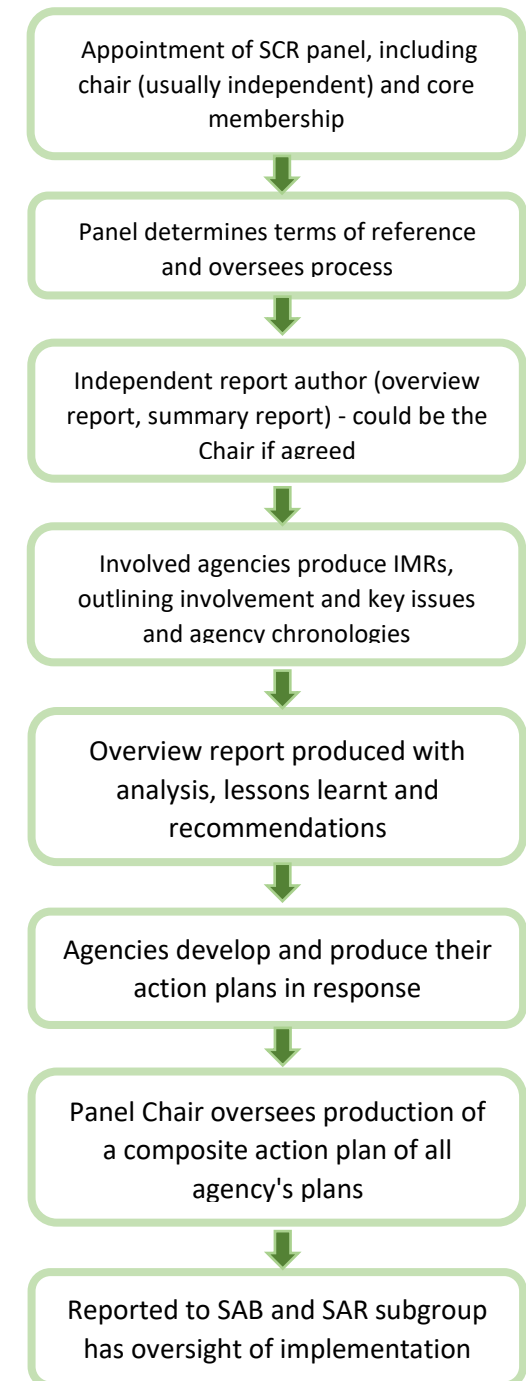 Appointment of SCR panel, including
chair (usually independent) and core
membership
Panel determines terms of reference
and oversees process
Independent report author (overview
report, summary report) - could be the
Chair if agreed
Involved agencies produce IMRs,
outlining involvement and key issues
and agency chronologies
Overview report produced with
analysis, lessons learnt and
recommendations
Agencies develop and produce their
action plans in response
Panel Chair oversees production of
a composite action plan of all
agency's plans
Reported to SAB and SAR subgroup
has oversight of implementation